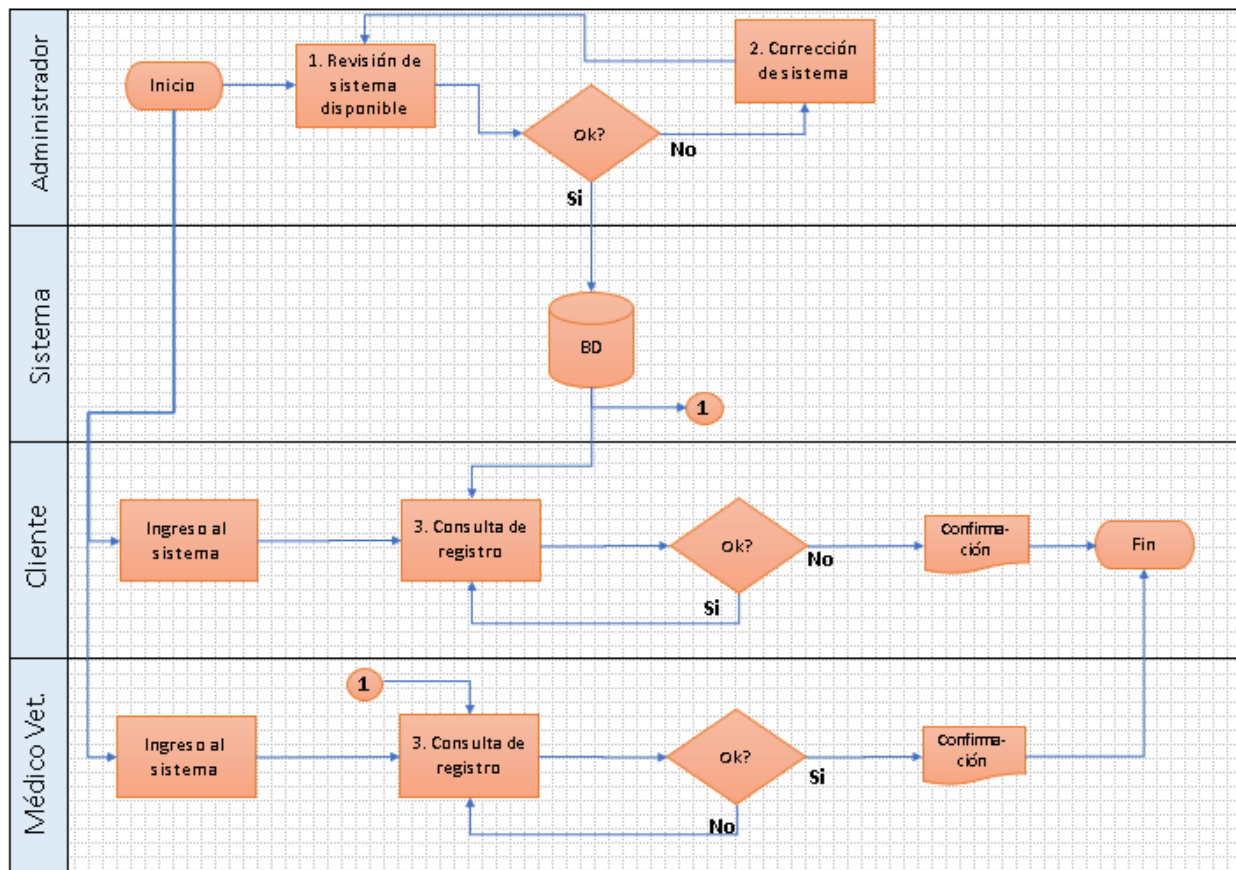 Administrador
Inicio
1. Revisión de
sistema
disponible
Ok?
No
Si
2. Corrección
de sistema
Sistema
BD
1
Cliente
Ingreso al
sistema
3. Consulta de
registro
Ok?
No
Si
Confirma-
ción
Fin
Médico Vet.
1
Ingreso al
sistema
3. Consulta de
registro
Ok?
Si
No
Confirma-
ción